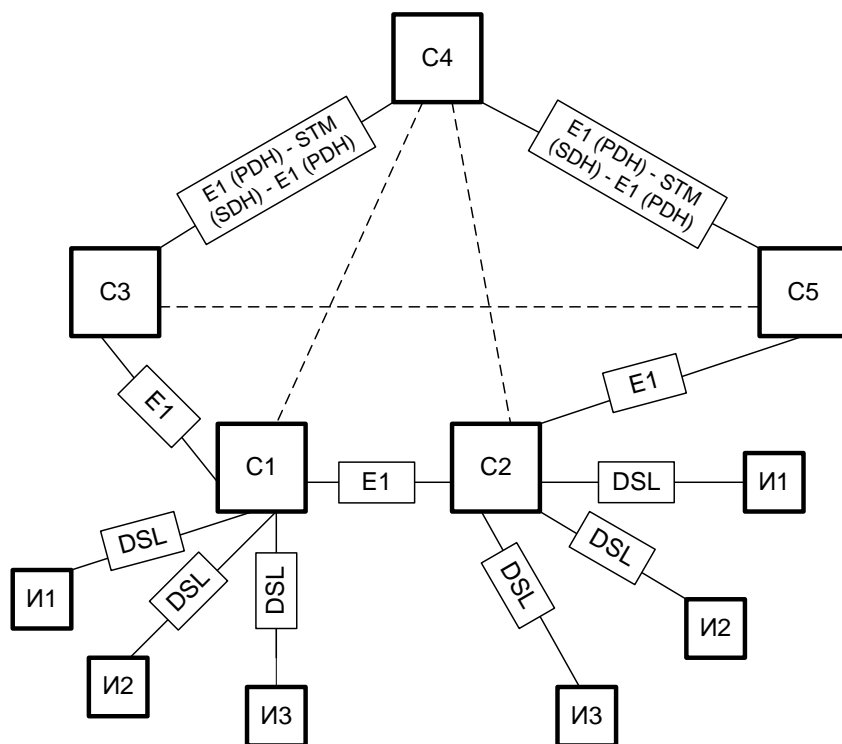 С4
E1 (PDH) - STM
(SDH) - E1 (PDH)
E1 (PDH) - STM
(SDH) - E1 (PDH)
С3
С5
E1
E1
С1
E1
С2
DSL
И1
DSL
DSL
DSL
DSL
DSL
И1
И2
И2
И3
И3